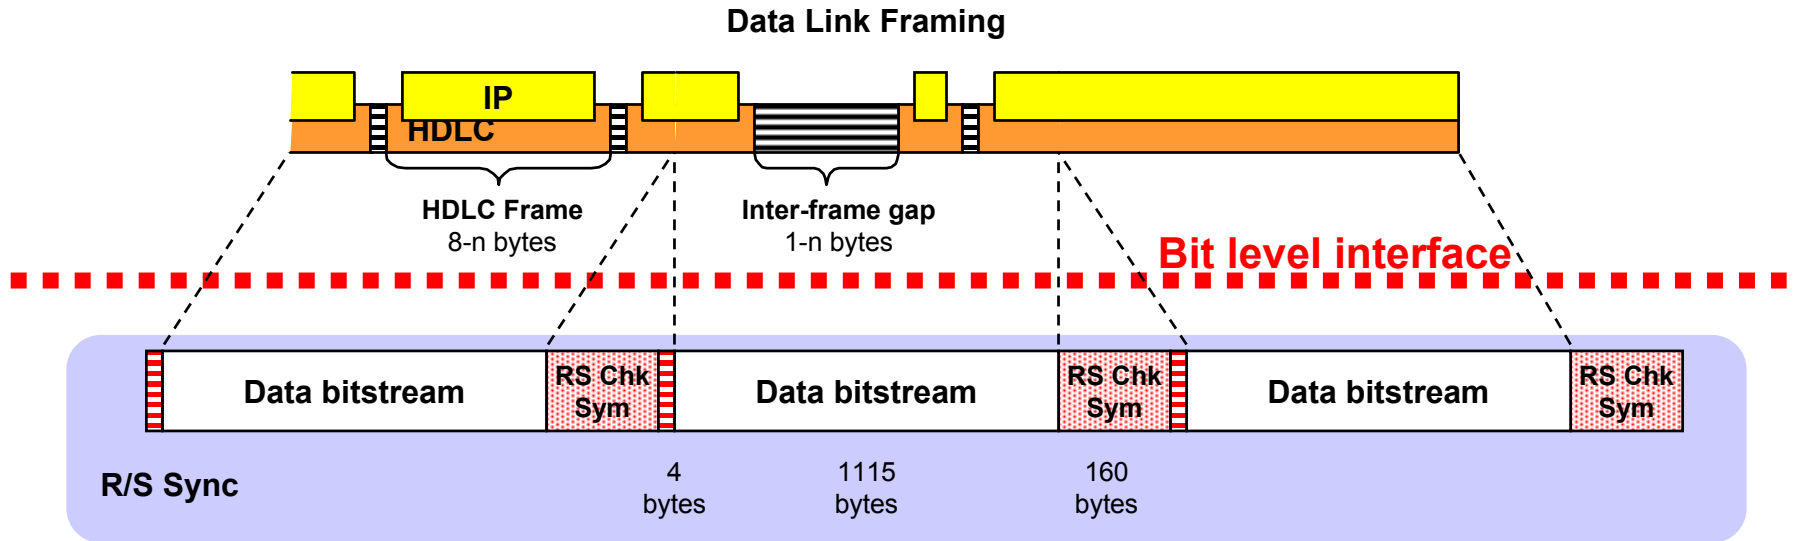 Data Link Framing
IP
HDLC
HDLC Frame
8-n bytes
Inter-frame gap
1-n bytes
Bit level interface
Data bitstream
RS Chk
Sym
Data bitstream
RS Chk
Sym
Data bitstream
RS Chk
Sym
R/S Sync
4
bytes
1115
bytes
160
bytes